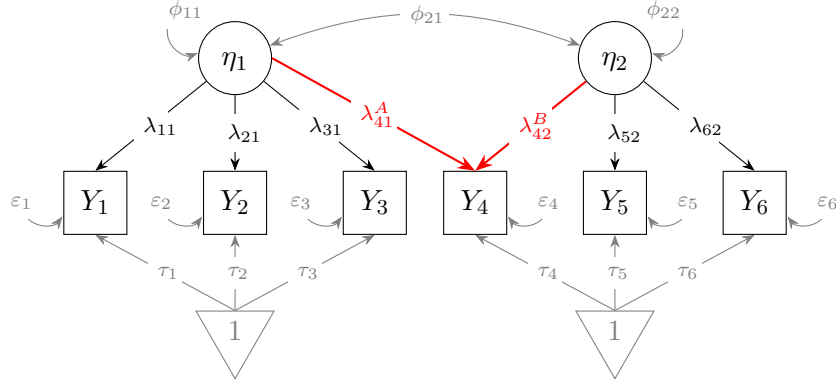 ϕ₁₁ ϕ₂₁ ϕ₂₂
η₁ η₂
λ₁₁ λ₂₁ λ₃₁ λ₄₁ᴬ λ₄₂ᴮ λ₅₂ λ₆₂
ε₁ Y₁ ε₂ Y₂ ε₃ Y₃ Y₄ ε₄ Y₅ ε₅ Y₆ ε₆
τ₁ τ₂ τ₃ τ₄ τ₅ τ₆
1 1